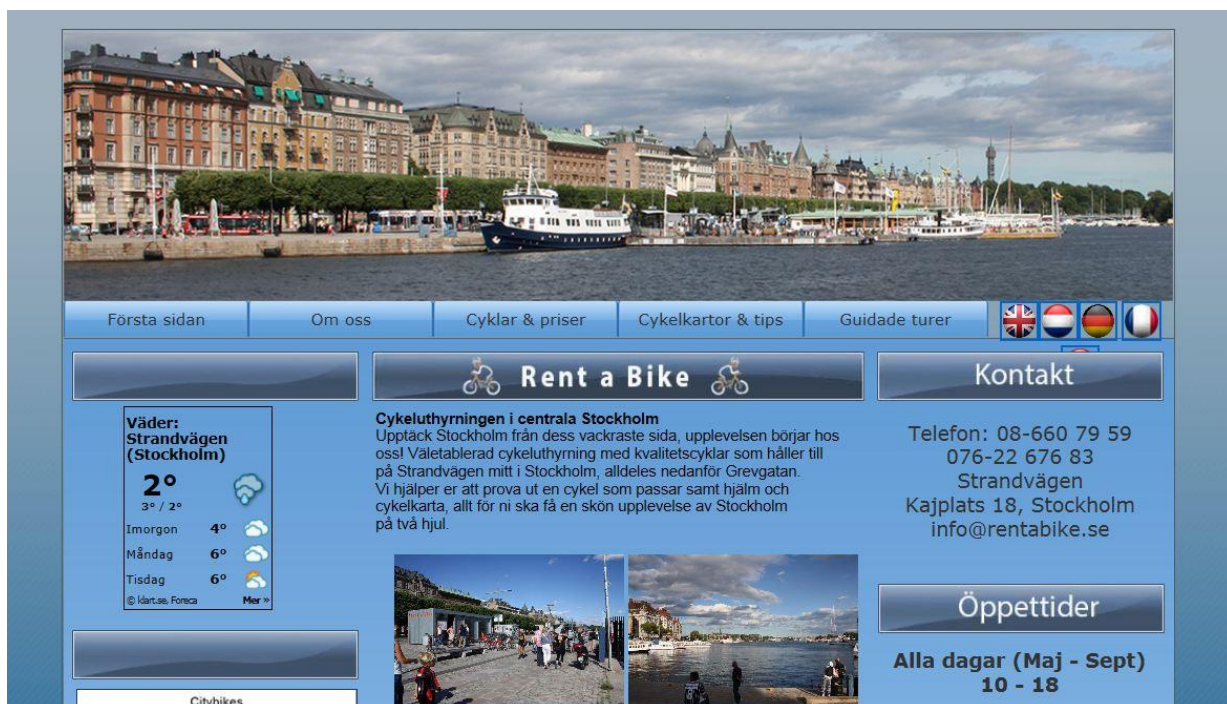 Första sidan
Om oss
Cyklar & priser
Cykelkartor & tips
Guidade turer
Väder:
Strandvägen
(Stockholm)
2°
3° / 2°
Imorgon 4°
Måndag 6°
Tisdag 6°
© klart.se, Foreca Mer »
Citybikes
Rent a Bike
Cykeluthyrningen i centrala Stockholm
Upptäck Stockholm från dess vackraste sida, upplevelsen börjar hos
oss! Väletablerad cykeluthyrning med kvalitetscyklar som håller till
på Strandvägen mitt i Stockholm, alldeles nedanför Grevgatan.
Vi hjälper er att prova ut en cykel som passar samt hjälm och
cykelkarta, allt för ni ska få en skön upplevelse av Stockholm
på två hjul.
Kontakt
Telefon: 08-660 79 59
076-22 676 83
Strandvägen
Kajplats 18, Stockholm
info@rentabike.se
Öppettider
Alla dagar (Maj - Sept)
10 - 18